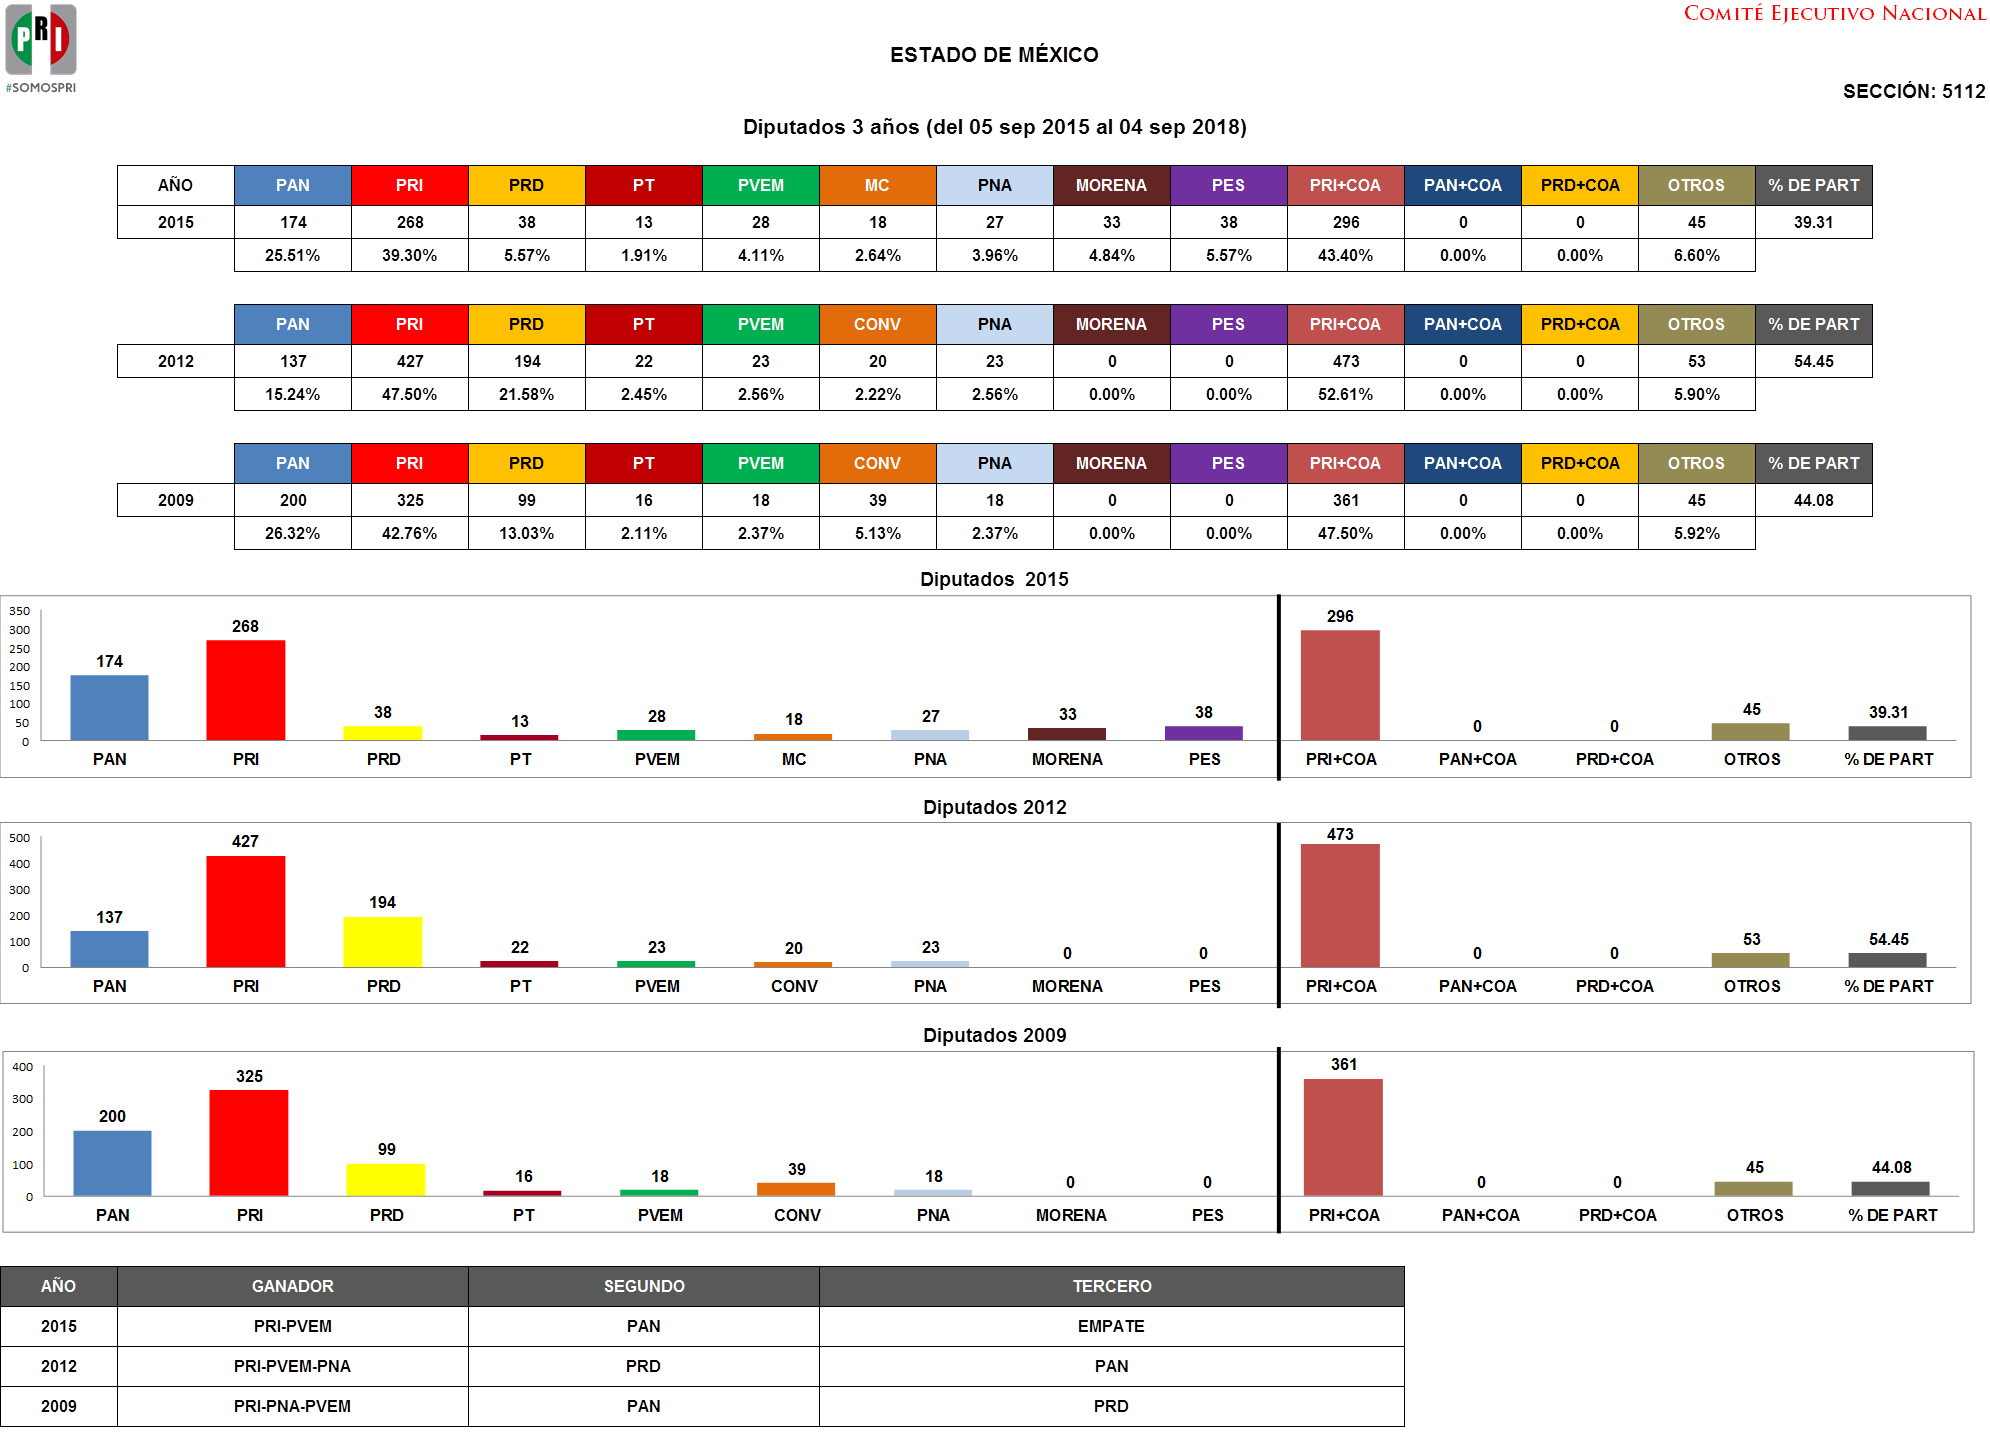 PRI
#SOMOSPRI
COMITÉ EJECUTIVO NACIONAL
ESTADO DE MÉXICO
SECCIÓN: 5112
Diputados 3 años (del 05 sep 2015 al 04 sep 2018)
AÑO PAN PRI PRD PT PVEM MC PNA MORENA PES PRI+COA PAN+COA PRD+COA OTROS % DE PART
2015 174 268 38 13 28 18 27 33 38 296 0 0 45 39.31
25.51% 39.30% 5.57% 1.91% 4.11% 2.64% 3.96% 4.84% 5.57% 43.40% 0.00% 0.00% 6.60%
PAN PRI PRD PT PVEM CONV PNA MORENA PES PRI+COA PAN+COA PRD+COA OTROS % DE PART
2012 137 427 194 22 23 20 23 0 0 473 0 0 53 54.45
15.24% 47.50% 21.58% 2.45% 2.56% 2.22% 2.56% 0.00% 0.00% 52.61% 0.00% 0.00% 5.90%
PAN PRI PRD PT PVEM CONV PNA MORENA PES PRI+COA PAN+COA PRD+COA OTROS % DE PART
2009 200 325 99 16 18 39 18 0 0 361 0 0 45 44.08
26.32% 42.76% 13.03% 2.11% 2.37% 5.13% 2.37% 0.00% 0.00% 47.50% 0.00% 0.00% 5.92%
Diputados 2015
350
300
250
200
150
100
50
0
174 268 38 13 28 18 27 33 38 296 0 0 45 39.31
PAN PRI PRD PT PVEM MC PNA MORENA PES PRI+COA PAN+COA PRD+COA OTROS % DE PART
Diputados 2012
500
400
300
200
100
0
137 427 194 22 23 20 23 0 0 473 0 0 53 54.45
PAN PRI PRD PT PVEM CONV PNA MORENA PES PRI+COA PAN+COA PRD+COA OTROS % DE PART
Diputados 2009
400
300
200
100
0
200 325 99 16 18 39 18 0 0 361 0 0 45 44.08
PAN PRI PRD PT PVEM CONV PNA MORENA PES PRI+COA PAN+COA PRD+COA OTROS % DE PART
AÑO GANADOR SEGUNDO TERCERO
2015 PRI-PVEM PAN EMPATE
2012 PRI-PVEM-PNA PRD PAN
2009 PRI-PNA-PVEM PAN PRD